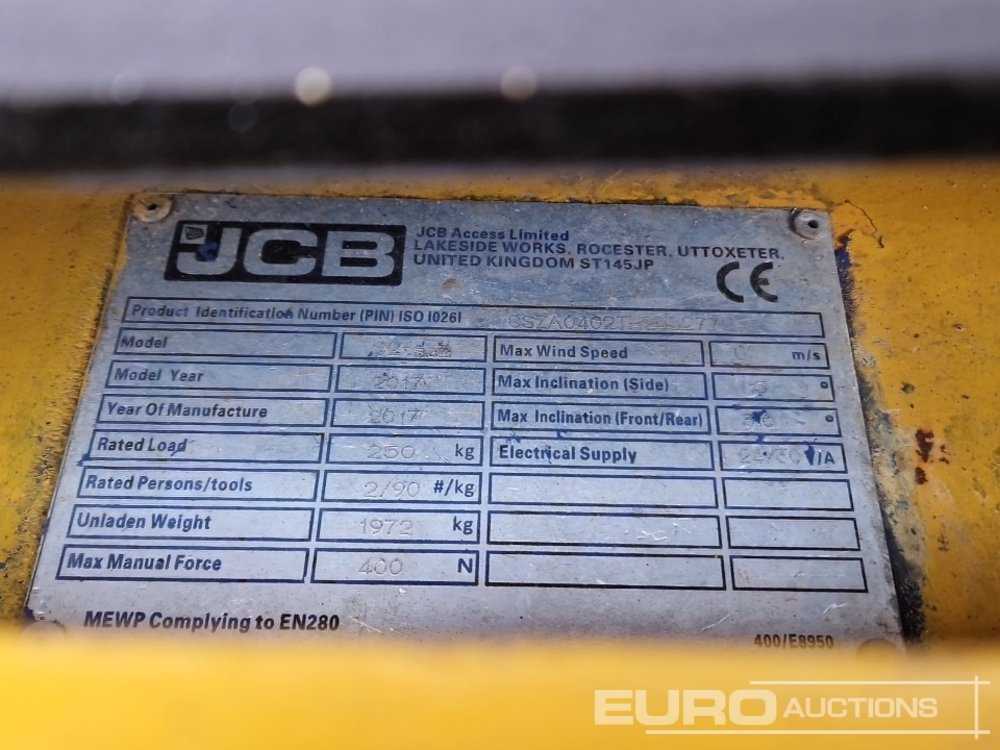 JCB
JCB Access Limited
LAKESIDE WORKS, ROCESTER, UTTOXETER,
UNITED KINGDOM ST145JP
CE
Product Identification Number (PIN) ISO 10261
Model
Max Wind Speed 0 m/s
Model Year 2017
Max Inclination (Side) °
Year Of Manufacture 2017
Max Inclination (Front/Rear) °
Rated Load 250 kg
Electrical Supply V/A
Rated Persons/tools 2/90 #/kg
Unladen Weight 1972 kg
Max Manual Force 400 N
MEWP Complying to EN280
400/E8950
EURO AUCTIONS